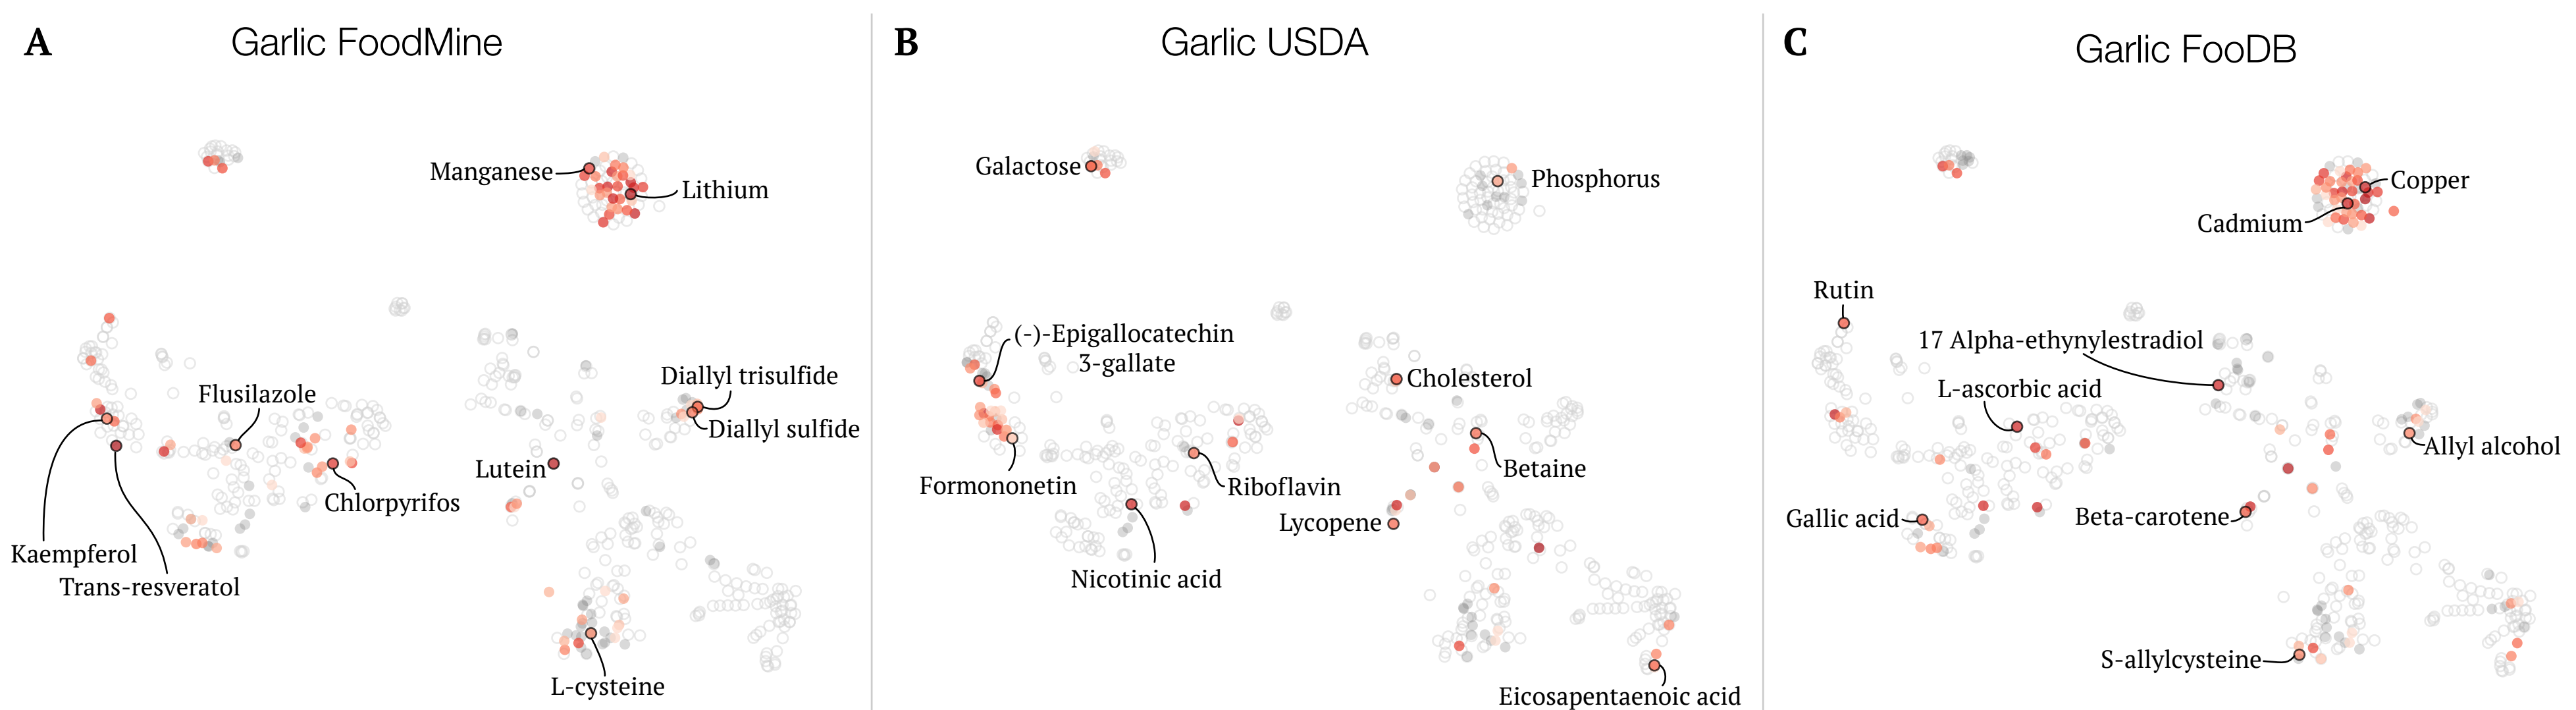 A
Garlic FoodMine
Manganese
Lithium
Flusilazole
Diallyl trisulfide
Diallyl sulfide
Lutein
Chlorpyrifos
Kaempferol
Trans-resveratol
L-cysteine
B
Garlic USDA
Galactose
Phosphorus
(-)-Epigallocatechin
3-gallate
Cholesterol
Betaine
Formononetin
Riboflavin
Lycopene
Nicotinic acid
Eicosapentaenoic acid
C
Garlic FooDB
Copper
Cadmium
Rutin
17 Alpha-ethynylestradiol
L-ascorbic acid
Allyl alcohol
Gallic acid
Beta-carotene
S-allylcysteine